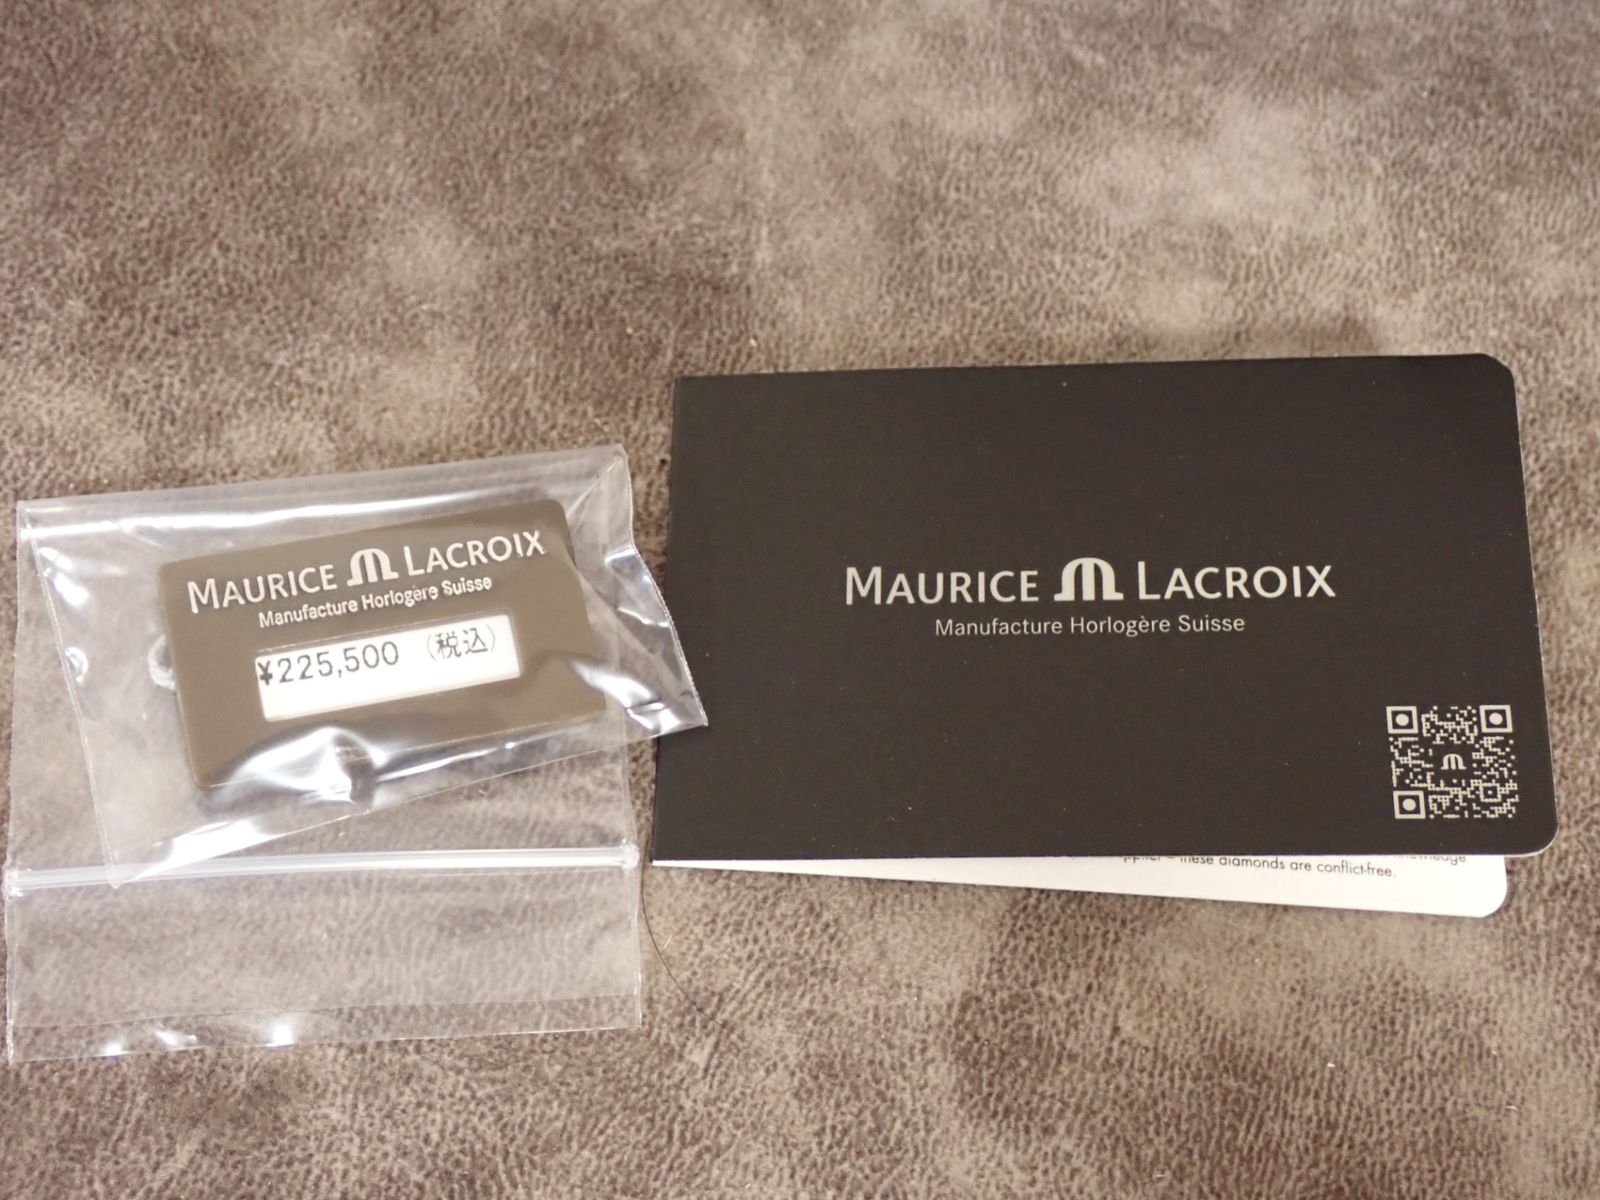 MAURICE LACROIX
Manufacture Horlogère Suisse
¥225,500 (税込)
MAURICE LACROIX
Manufacture Horlogère Suisse
these diamonds are conflict-free.